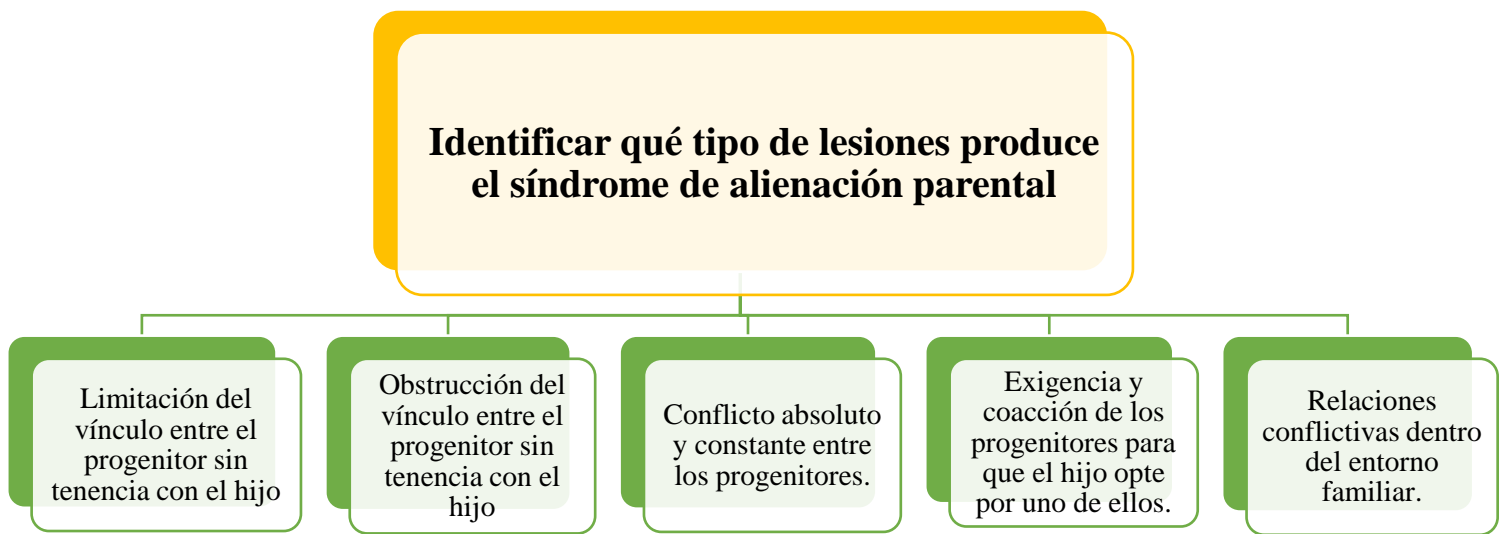 Identificar qué tipo de lesiones produce
el síndrome de alienación parental
Limitación del
vínculo entre el
progenitor sin
tenencia con el hijo
Obstrucción del
vínculo entre el
progenitor sin
tenencia con el
hijo
Conflicto absoluto
y constante entre
los progenitores.
Exigencia y
coacción de los
progenitores para
que el hijo opte
por uno de ellos.
Relaciones
conflictivas dentro
del entorno
familiar.